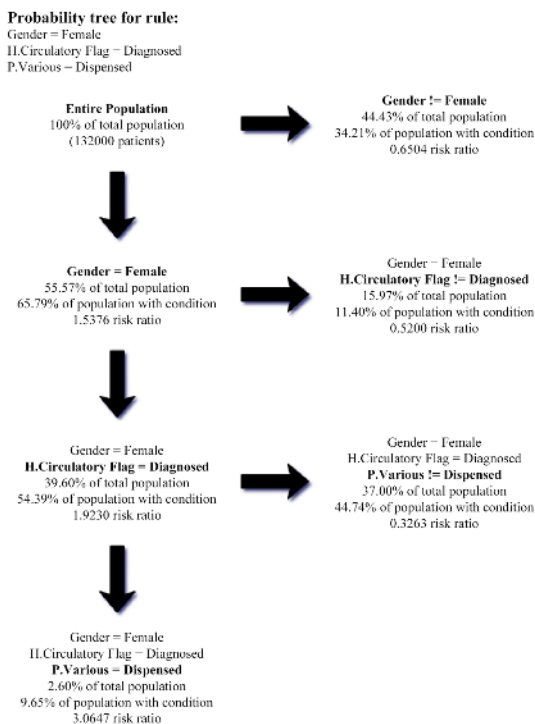 Probability tree for rule:
Gender = Female
H.Circulatory Flag = Diagnosed
P.Various = Dispensed
Entire Population
100% of total population
(132000 patients)
Gender != Female
44.43% of total population
34.21% of population with condition
0.6504 risk ratio
Gender = Female
55.57% of total population
65.79% of population with condition
1.5376 risk ratio
Gender = Female
H.Circulatory Flag != Diagnosed
15.97% of total population
11.40% of population with condition
0.5200 risk ratio
Gender = Female
H.Circulatory Flag = Diagnosed
39.60% of total population
54.39% of population with condition
1.9230 risk ratio
Gender = Female
H.Circulatory Flag = Diagnosed
P.Various != Dispensed
37.00% of total population
44.74% of population with condition
0.3263 risk ratio
Gender = Female
H.Circulatory Flag = Diagnosed
P.Various = Dispensed
2.60% of total population
9.65% of population with condition
3.0647 risk ratio